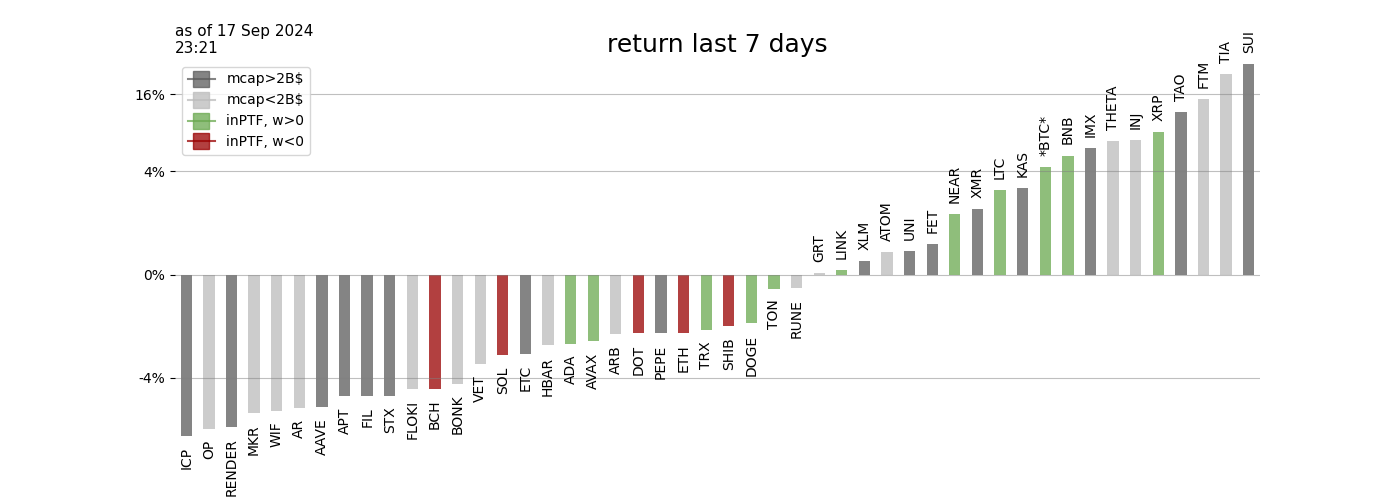 as of 17 Sep 2024
23:21
return last 7 days
mcap>2B$
mcap<2B$
inPTF, w>0
inPTF, w<0
16%
4%
0%
-4%
ICP
OP
RENDER
MKR
WIF
AR
AAVE
APT
FIL
STX
FLOKI
BCH
BONK
VET
SOL
ETC
HBAR
ADA
AVAX
ARB
DOT
PEPE
ETH
TRX
SHIB
DOGE
TON
RUNE
GRT
LINK
XLM
ATOM
UNI
FET
NEAR
XMR
LTC
KAS
*BTC*
BNB
IMX
THETA
INJ
XRP
TAO
FTM
TIA
SUI